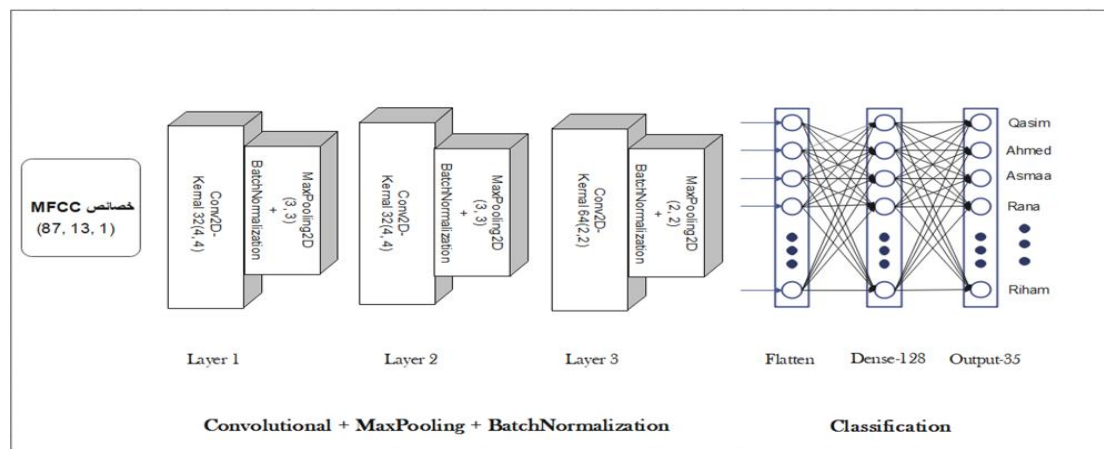 خصائص MFCC
(87, 13, 1)
Conv2D-
Kernal 32(4, 4)
MaxPooling2D
(3, 3)
+
BatchNormalization
Conv2D-
Kernal 32(4, 4)
MaxPooling2D
(3, 3)
+
BatchNormalization
Conv2D-
Kernal 64(2,2)
MaxPooling2D
(2, 2)
+
BatchNormalization
Qasim
Ahmed
Asmaa
Rana
Riham
Layer 1
Layer 2
Layer 3
Flatten
Dense-128
Output-35
Convolutional + MaxPooling + BatchNormalization
Classification